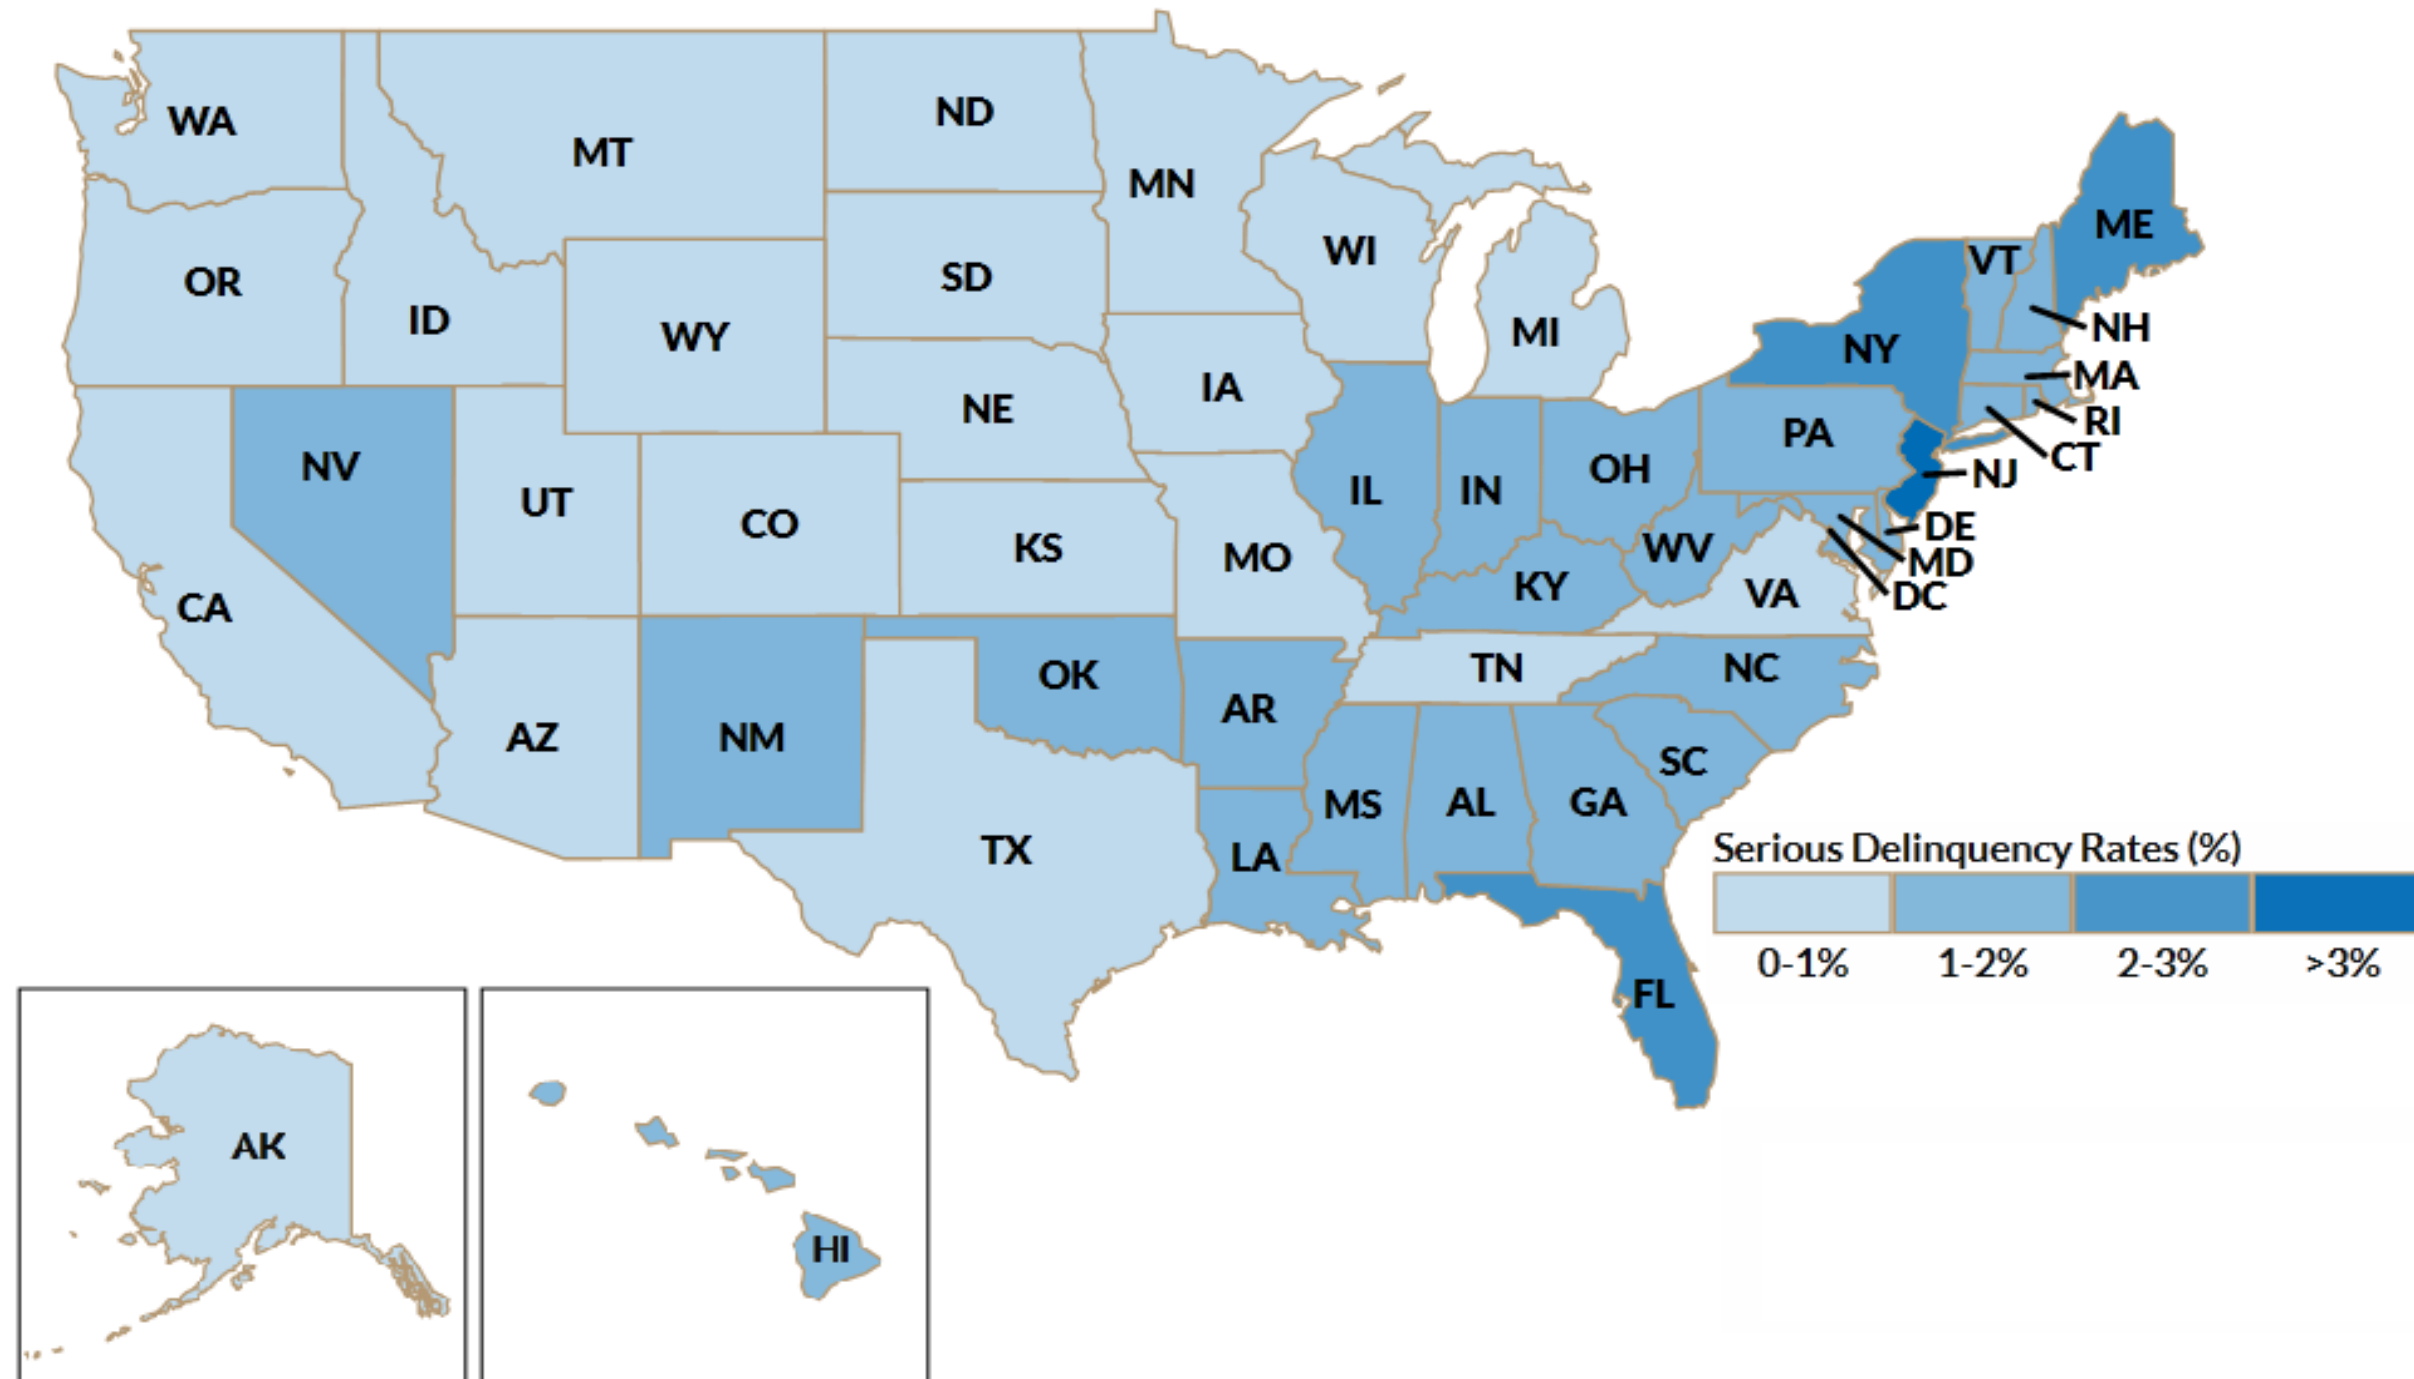 WA
MT
ND
MN
OR
ID
WY
SD
WI
MI
ME
VT
NH
NY
MA
RI
CT
NJ
PA
NV
UT
CO
NE
IA
KS
MO
IL
IN
OH
WV
KY
VA
DE
MD
DC
CA
AZ
NM
OK
AR
TN
NC
SC
TX
LA
MS
AL
GA
FL
Serious Delinquency Rates (%)
0-1% 1-2% 2-3% >3%
AK
HI